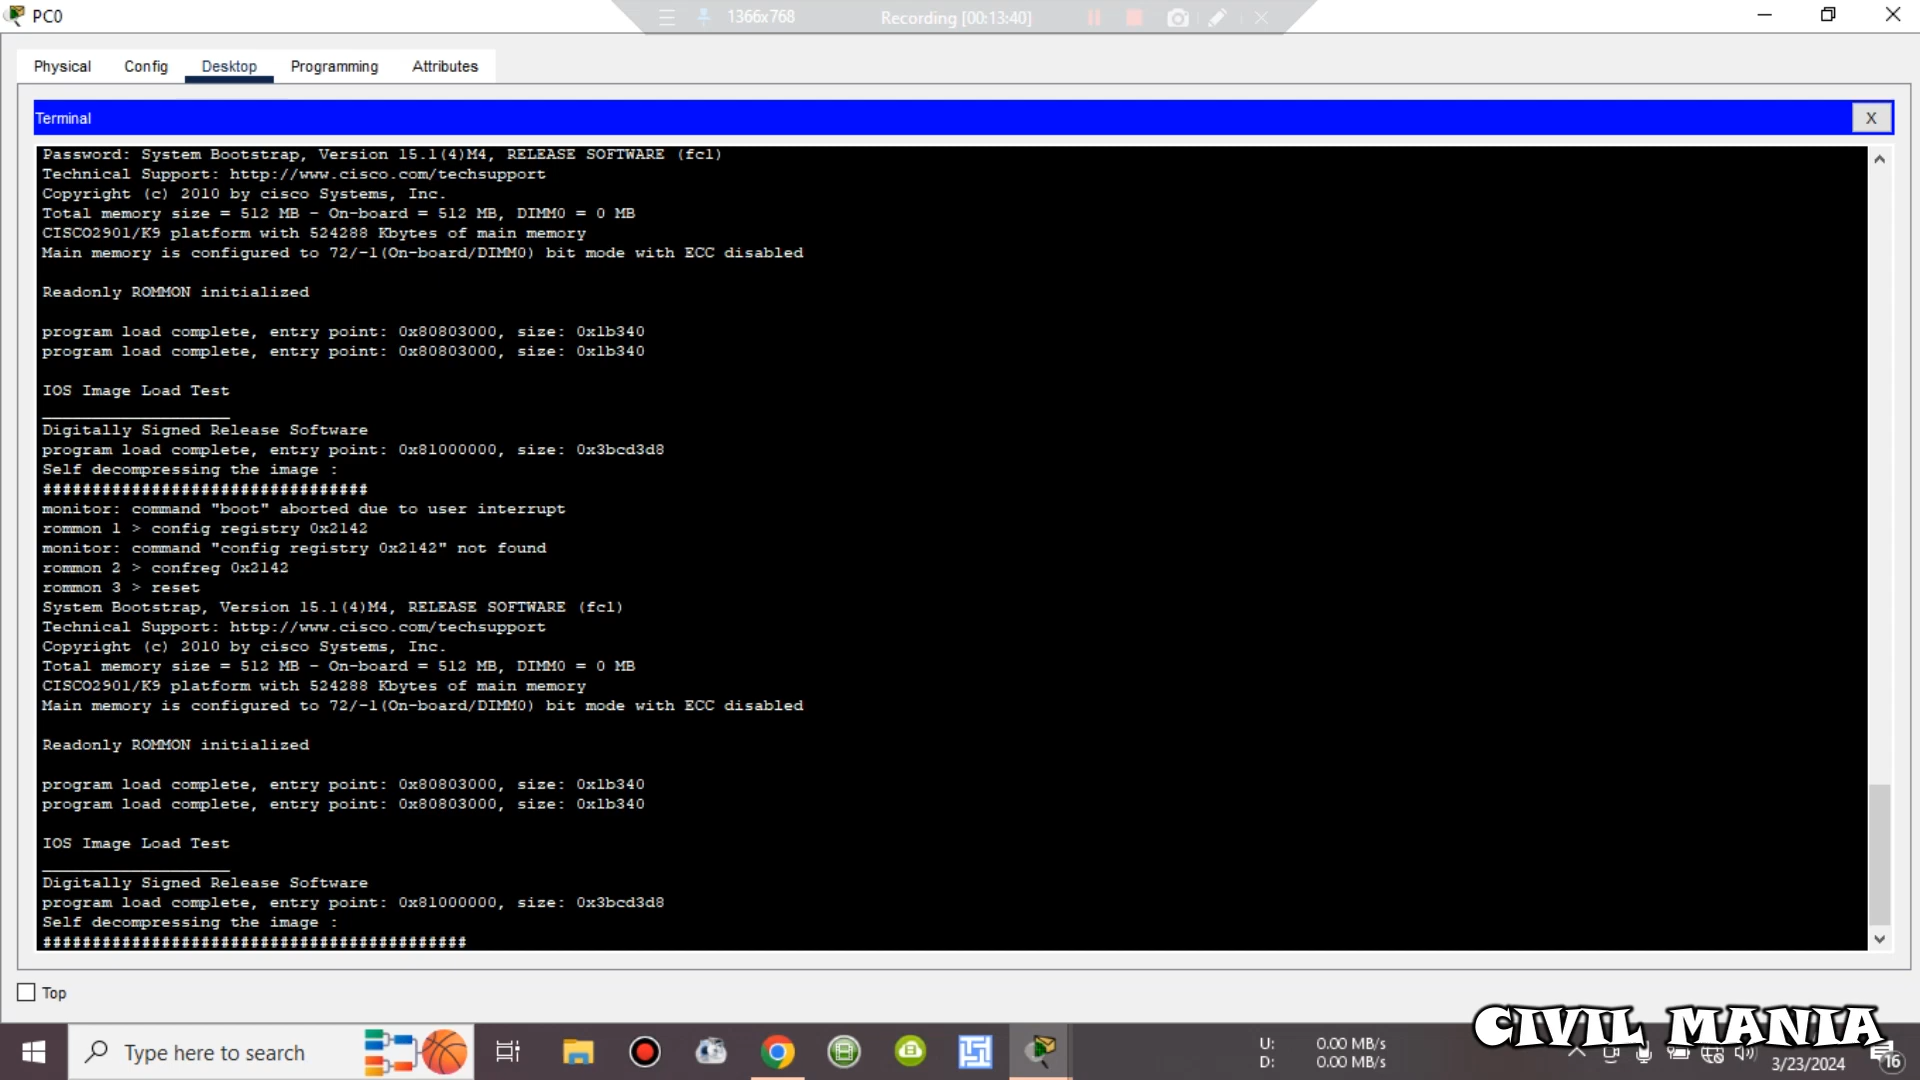 PC0
1366x768
Recording [00:13:40]
Physical
Config
Desktop
Programming
Attributes
Terminal
X
Password: System Bootstrap, Version 15.1(4)M4, RELEASE SOFTWARE (fc1)
Technical Support: http://www.cisco.com/techsupport
Copyright (c) 2010 by cisco Systems, Inc.
Total memory size = 512 MB - On-board = 512 MB, DIMM0 = 0 MB
CISCO2901/K9 platform with 524288 Kbytes of main memory
Main memory is configured to 72/-1(On-board/DIMM0) bit mode with ECC disabled
Readonly ROMMON initialized
program load complete, entry point: 0x80803000, size: 0x1b340
program load complete, entry point: 0x80803000, size: 0x1b340
IOS Image Load Test
___________________
Digitally Signed Release Software
program load complete, entry point: 0x81000000, size: 0x3bcd3d8
Self decompressing the image :
#################################
monitor: command "boot" aborted due to user interrupt
rommon 1 > config registry 0x2142
monitor: command "config registry 0x2142" not found
rommon 2 > confreg 0x2142
rommon 3 > reset
System Bootstrap, Version 15.1(4)M4, RELEASE SOFTWARE (fc1)
Technical Support: http://www.cisco.com/techsupport
Copyright (c) 2010 by cisco Systems, Inc.
Total memory size = 512 MB - On-board = 512 MB, DIMM0 = 0 MB
CISCO2901/K9 platform with 524288 Kbytes of main memory
Main memory is configured to 72/-1(On-board/DIMM0) bit mode with ECC disabled
Readonly ROMMON initialized
program load complete, entry point: 0x80803000, size: 0x1b340
program load complete, entry point: 0x80803000, size: 0x1b340
IOS Image Load Test
___________________
Digitally Signed Release Software
program load complete, entry point: 0x81000000, size: 0x3bcd3d8
Self decompressing the image :
###########################################
Top
CIVIL MANIA
Type here to search
U: 0.00 MB/s
D: 0.00 MB/s
3/23/2024
16